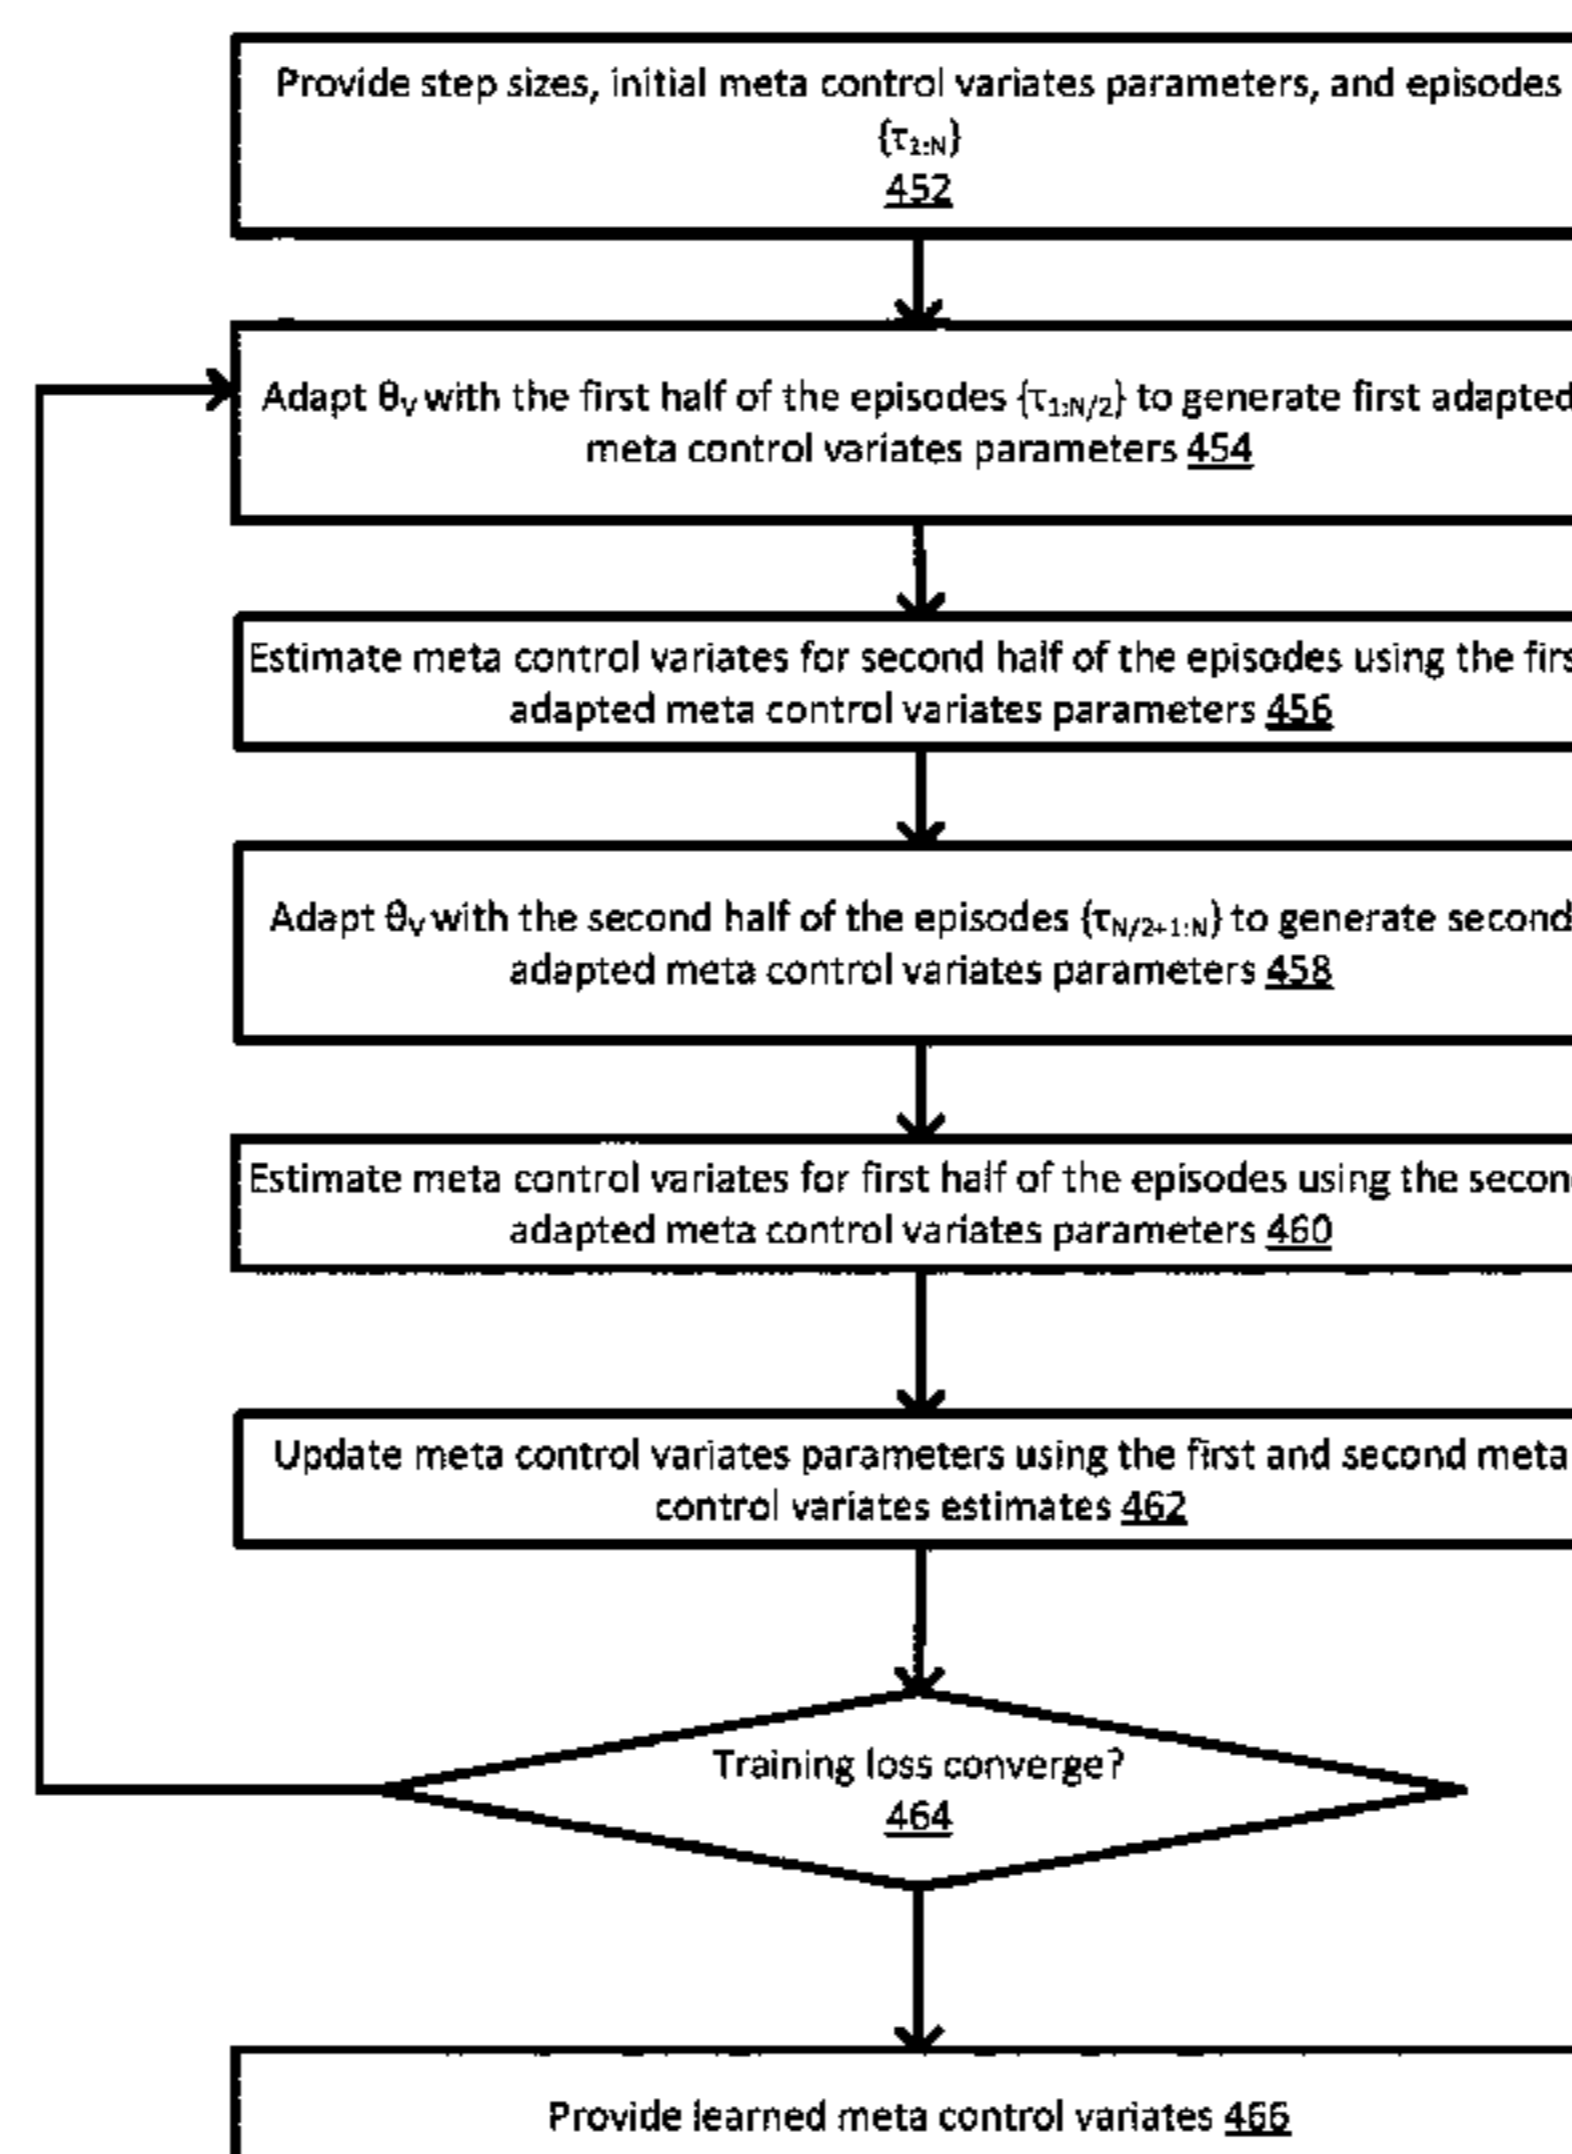 Provide step sizes, initial meta control variates parameters, and episodes
{τ1:N}
452
Adapt θV with the first half of the episodes {τ1:N/2} to generate first adapted
meta control variates parameters 454
Estimate meta control variates for second half of the episodes using the firs
adapted meta control variates parameters 456
Adapt θV with the second half of the episodes {τN/2+1:N} to generate second
adapted meta control variates parameters 458
Estimate meta control variates for first half of the episodes using the secon
adapted meta control variates parameters 460
Update meta control variates parameters using the first and second meta
control variates estimates 462
Training loss converge?
464
Provide learned meta control variates 466